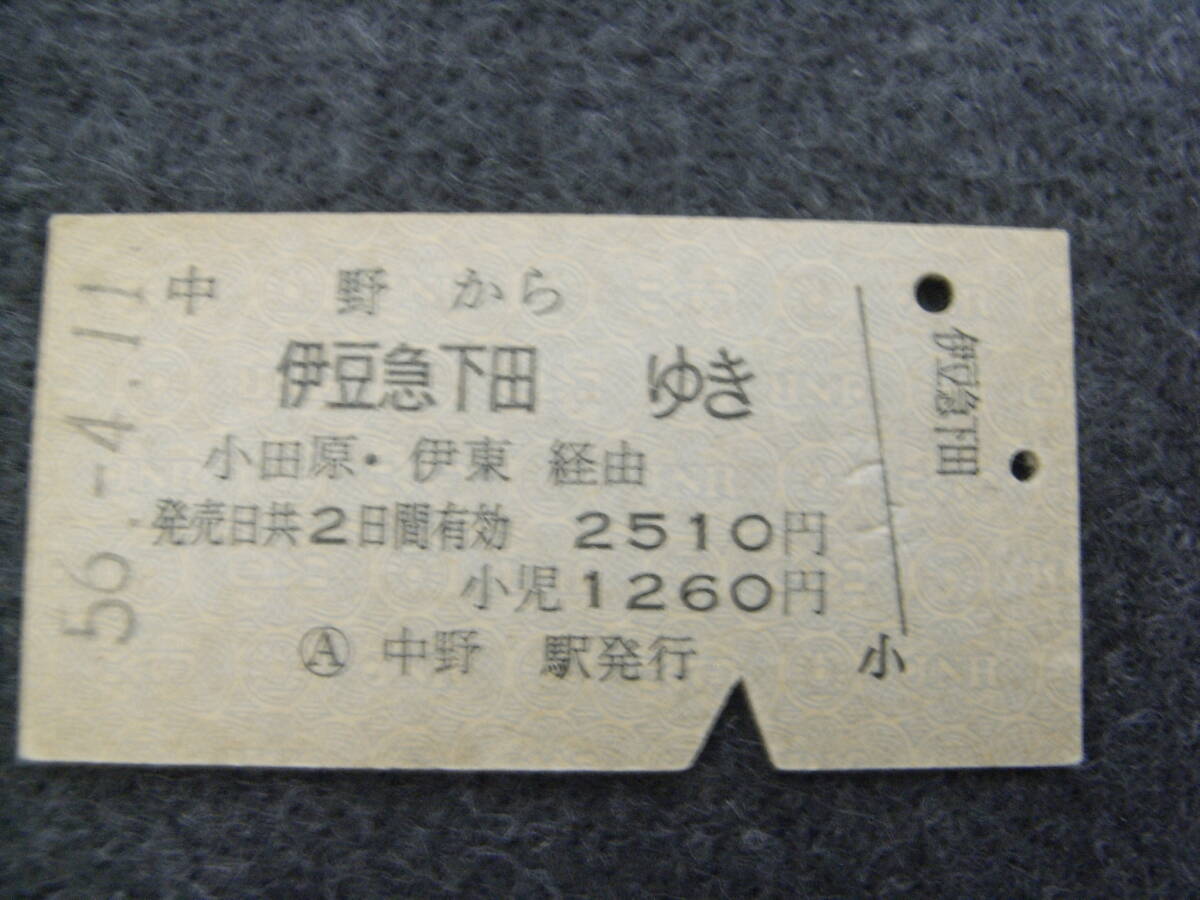 56.-4.11
中 野 から
伊豆急下田 ゆき
小田原・伊東 経由
発売日共2日間有効 2510円
小児1260円
Ⓐ 中野 駅発行
小
伊豆急下田